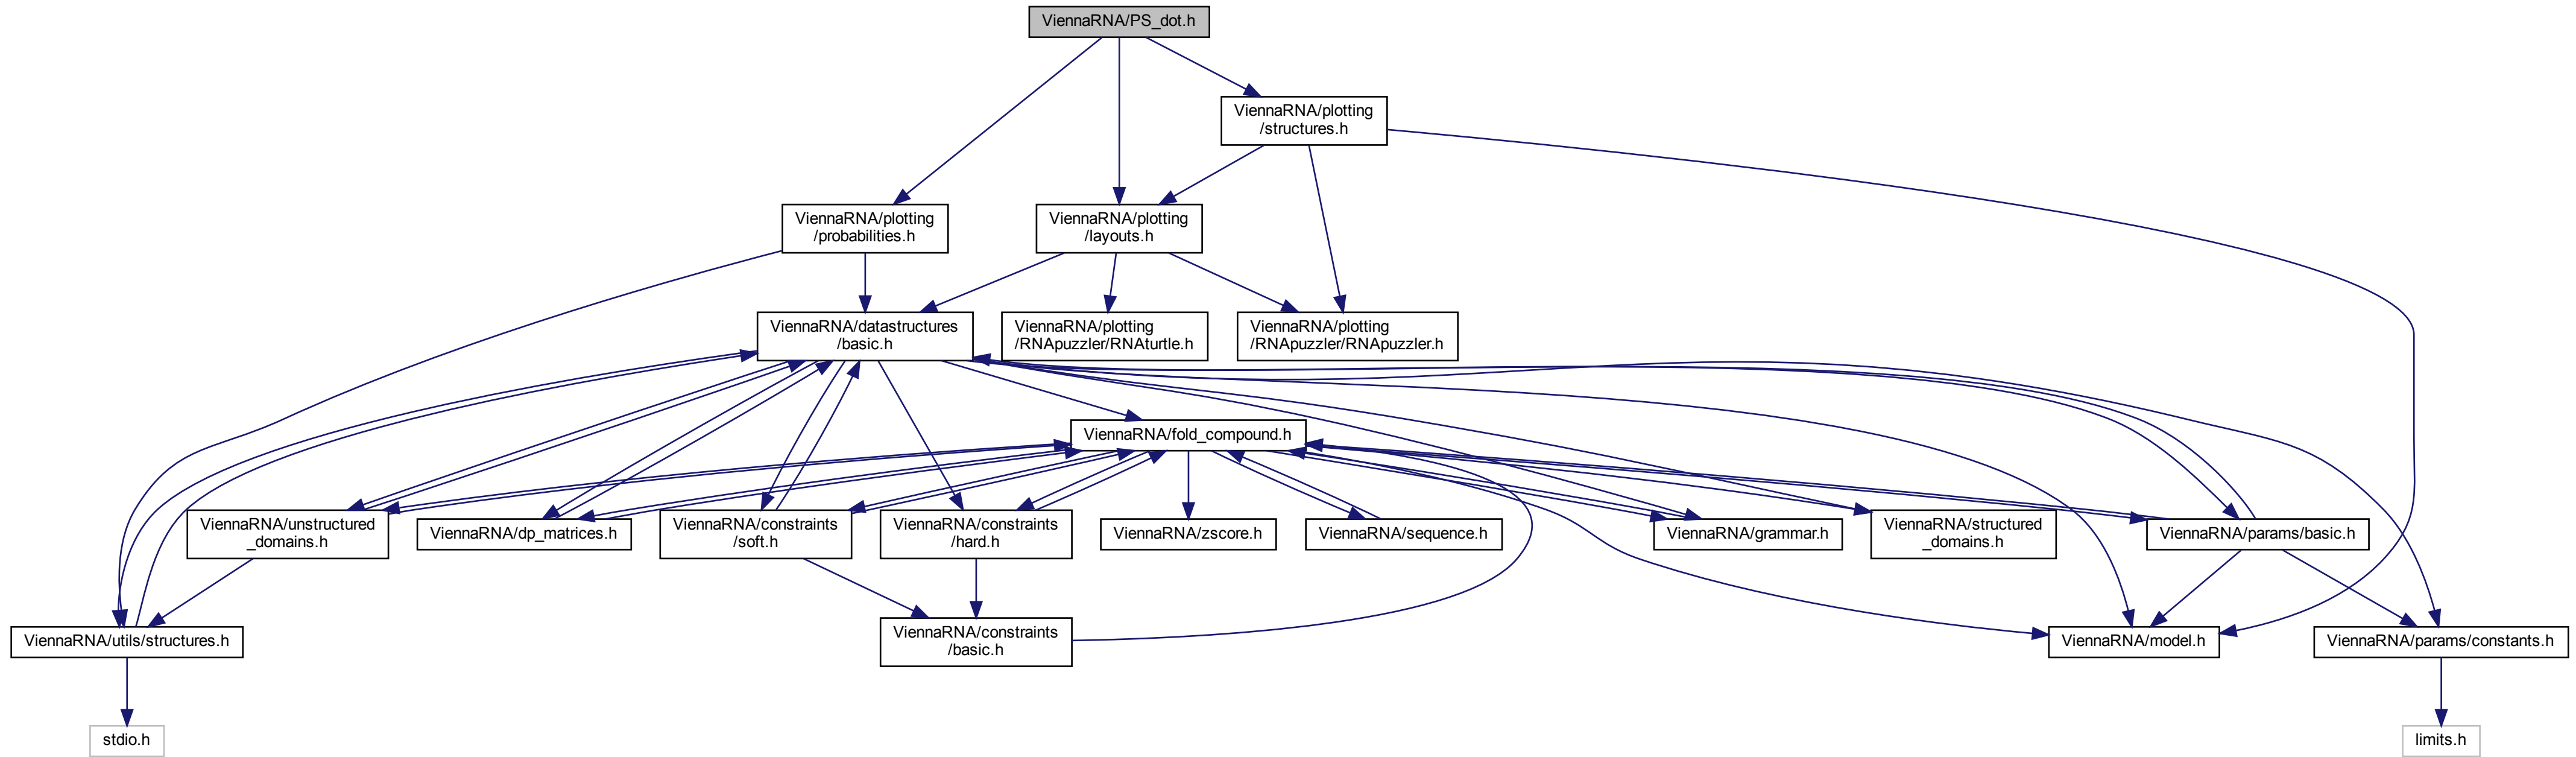 ViennaRNA/PS_dot.h
ViennaRNA/plotting
/structures.h
ViennaRNA/plotting
/probabilities.h
ViennaRNA/plotting
/layouts.h
ViennaRNA/datastructures
/basic.h
ViennaRNA/plotting
/RNApuzzler/RNAturtle.h
ViennaRNA/plotting
/RNApuzzler/RNApuzzler.h
ViennaRNA/fold_compound.h
ViennaRNA/unstructured
_domains.h
ViennaRNA/dp_matrices.h
ViennaRNA/constraints
/soft.h
ViennaRNA/constraints
/hard.h
ViennaRNA/zscore.h
ViennaRNA/sequence.h
ViennaRNA/grammar.h
ViennaRNA/structured
_domains.h
ViennaRNA/params/basic.h
ViennaRNA/utils/structures.h
ViennaRNA/constraints
/basic.h
ViennaRNA/model.h
ViennaRNA/params/constants.h
stdio.h
limits.h